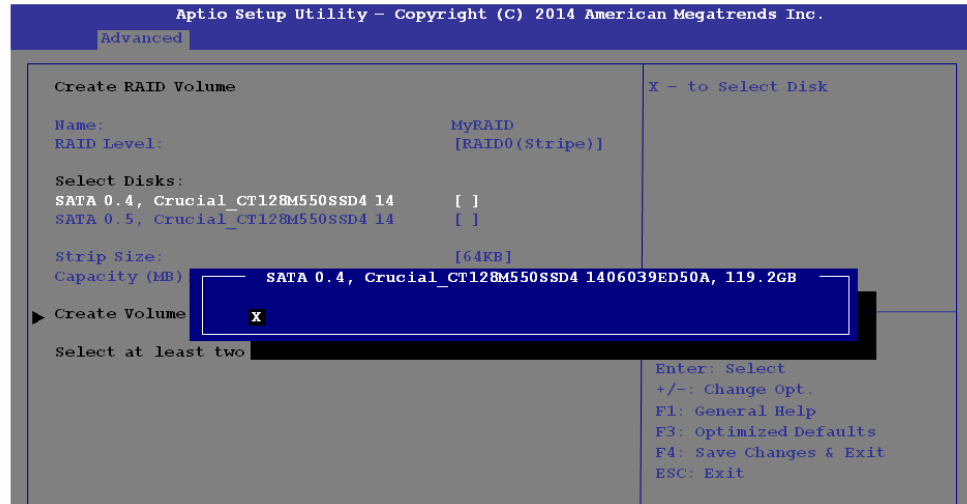 Aptio Setup Utility – Copyright (C) 2014 American Megatrends Inc.
Advanced
Create RAID Volume
X – to Select Disk
Name: MyRAID
RAID Level: [RAID0(Stripe)]
Select Disks:
SATA 0.4, Crucial_CT128M550SSD4 14 [ ]
SATA 0.5, Crucial_CT128M550SSD4 14 [ ]
Strip Size: [64KB]
Capacity (MB)
SATA 0.4, Crucial_CT128M550SSD4 1406039ED50A, 119.2GB
X
Create Volume
Select at least two
Enter: Select
+/-: Change Opt.
F1: General Help
F3: Optimized Defaults
F4: Save Changes & Exit
ESC: Exit